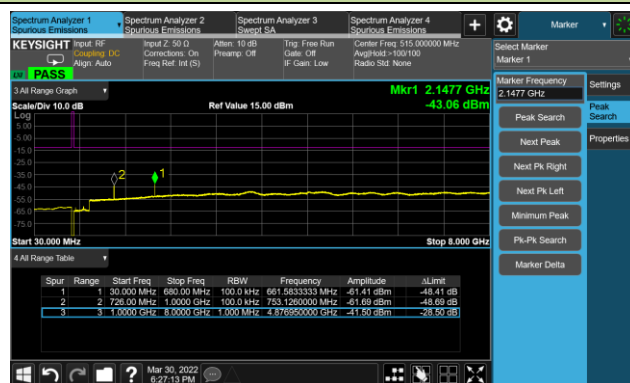 Spectrum Analyzer 1
Spurious Emissions
Spectrum Analyzer 2
Spurious Emissions
Spectrum Analyzer 3
Swept SA
Spectrum Analyzer 4
Spurious Emissions
+
Marker
KEYSIGHT
Input: RF
Coupling: DC
Align: Auto
Input Z: 50 Ω
Corrections: On
Freq Ref: Int (S)
Atten: 10 dB
Preamp: Off
Trig: Free Run
Gate: Off
IF Gain: Low
Center Freq: 515.000000 MHz
Avg|Hold:>100/100
Radio Std: None
PASS
3 All Range Graph
Mkr1 2.1477 GHz
Scale/Div 10.0 dB
Ref Value 15.00 dBm
-43.06 dBm
Log
5.00
-5.00
-15.0
-25.0
-35.0
-45.0
-55.0
-65.0
-75.0
2
1
Start 30.000 MHz
Stop 8.000 GHz
4 All Range Table
Spur Range Start Freq Stop Freq RBW Frequency Amplitude ΔLimit
1 1 30.000 MHz 680.00 MHz 100.0 kHz 661.5833333 MHz -61.41 dBm -48.41 dB
2 2 726.00 MHz 1.0000 GHz 100.0 kHz 753.1260000 MHz -61.69 dBm -48.69 dB
3 3 1.0000 GHz 8.0000 GHz 1.000 MHz 4.876950000 GHz -41.50 dBm -28.50 dB
?
Mar 30, 2022
6:27:13 PM
Select Marker
Marker 1
Marker Frequency
2.1477 GHz
Settings
Peak Search
Peak
Search
Next Peak
Properties
Next Pk Right
Next Pk Left
Minimum Peak
Pk-Pk Search
Marker Delta